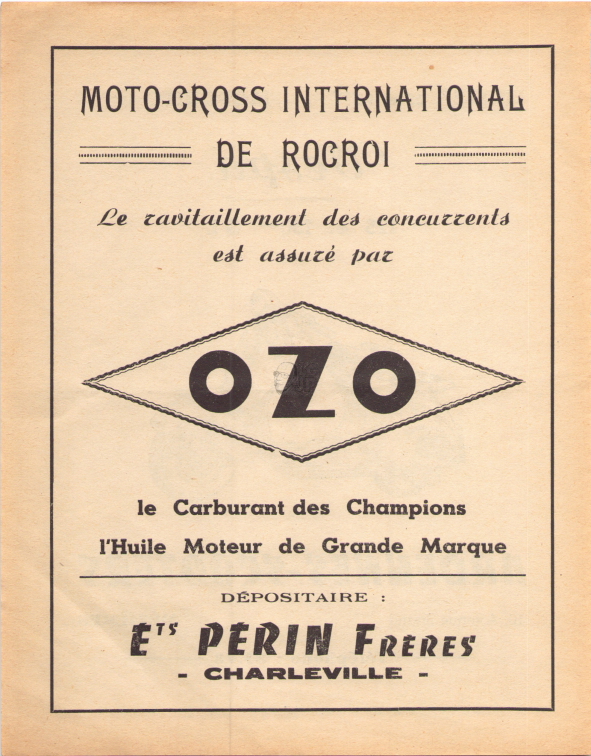 MOTO-CROSS INTERNATIONAL
DE ROCROI
Le ravitaillement des concurrents
est assuré par
OZO
le Carburant des Champions
l'Huile Moteur de Grande Marque
DÉPOSITAIRE :
ETS PÉRIN FRÈRES
- CHARLEVILLE -